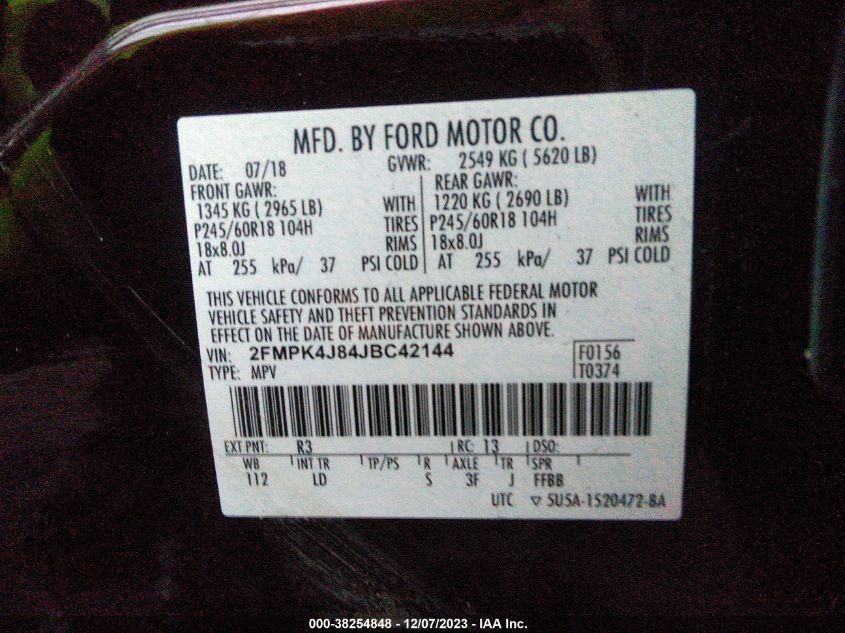 MFD. BY FORD MOTOR CO.
DATE: 07/18 GVWR: 2549 KG ( 5620 LB)
FRONT GAWR: REAR GAWR:
1345 KG ( 2965 LB) WITH 1220 KG ( 2690 LB) WITH
P245/60R18 104H TIRES P245/60R18 104H TIRES
18x8.0J RIMS 18x8.0J RIMS
AT 255 kPa/ 37 PSI COLD AT 255 kPa/ 37 PSI COLD
THIS VEHICLE CONFORMS TO ALL APPLICABLE FEDERAL MOTOR
VEHICLE SAFETY AND THEFT PREVENTION STANDARDS IN
EFFECT ON THE DATE OF MANUFACTURE SHOWN ABOVE.
VIN: 2FMPK4J84JBC42144 F0156
TYPE: MPV T0374
EXT PNT: R3 RC: 13 DSO:
WB INT TR TP/PS R AXLE TR SPR
112 LD S 3F J FFBB
UTC ▽ 5U5A-1520472-BA
000-38254848 - 12/07/2023 - IAA Inc.